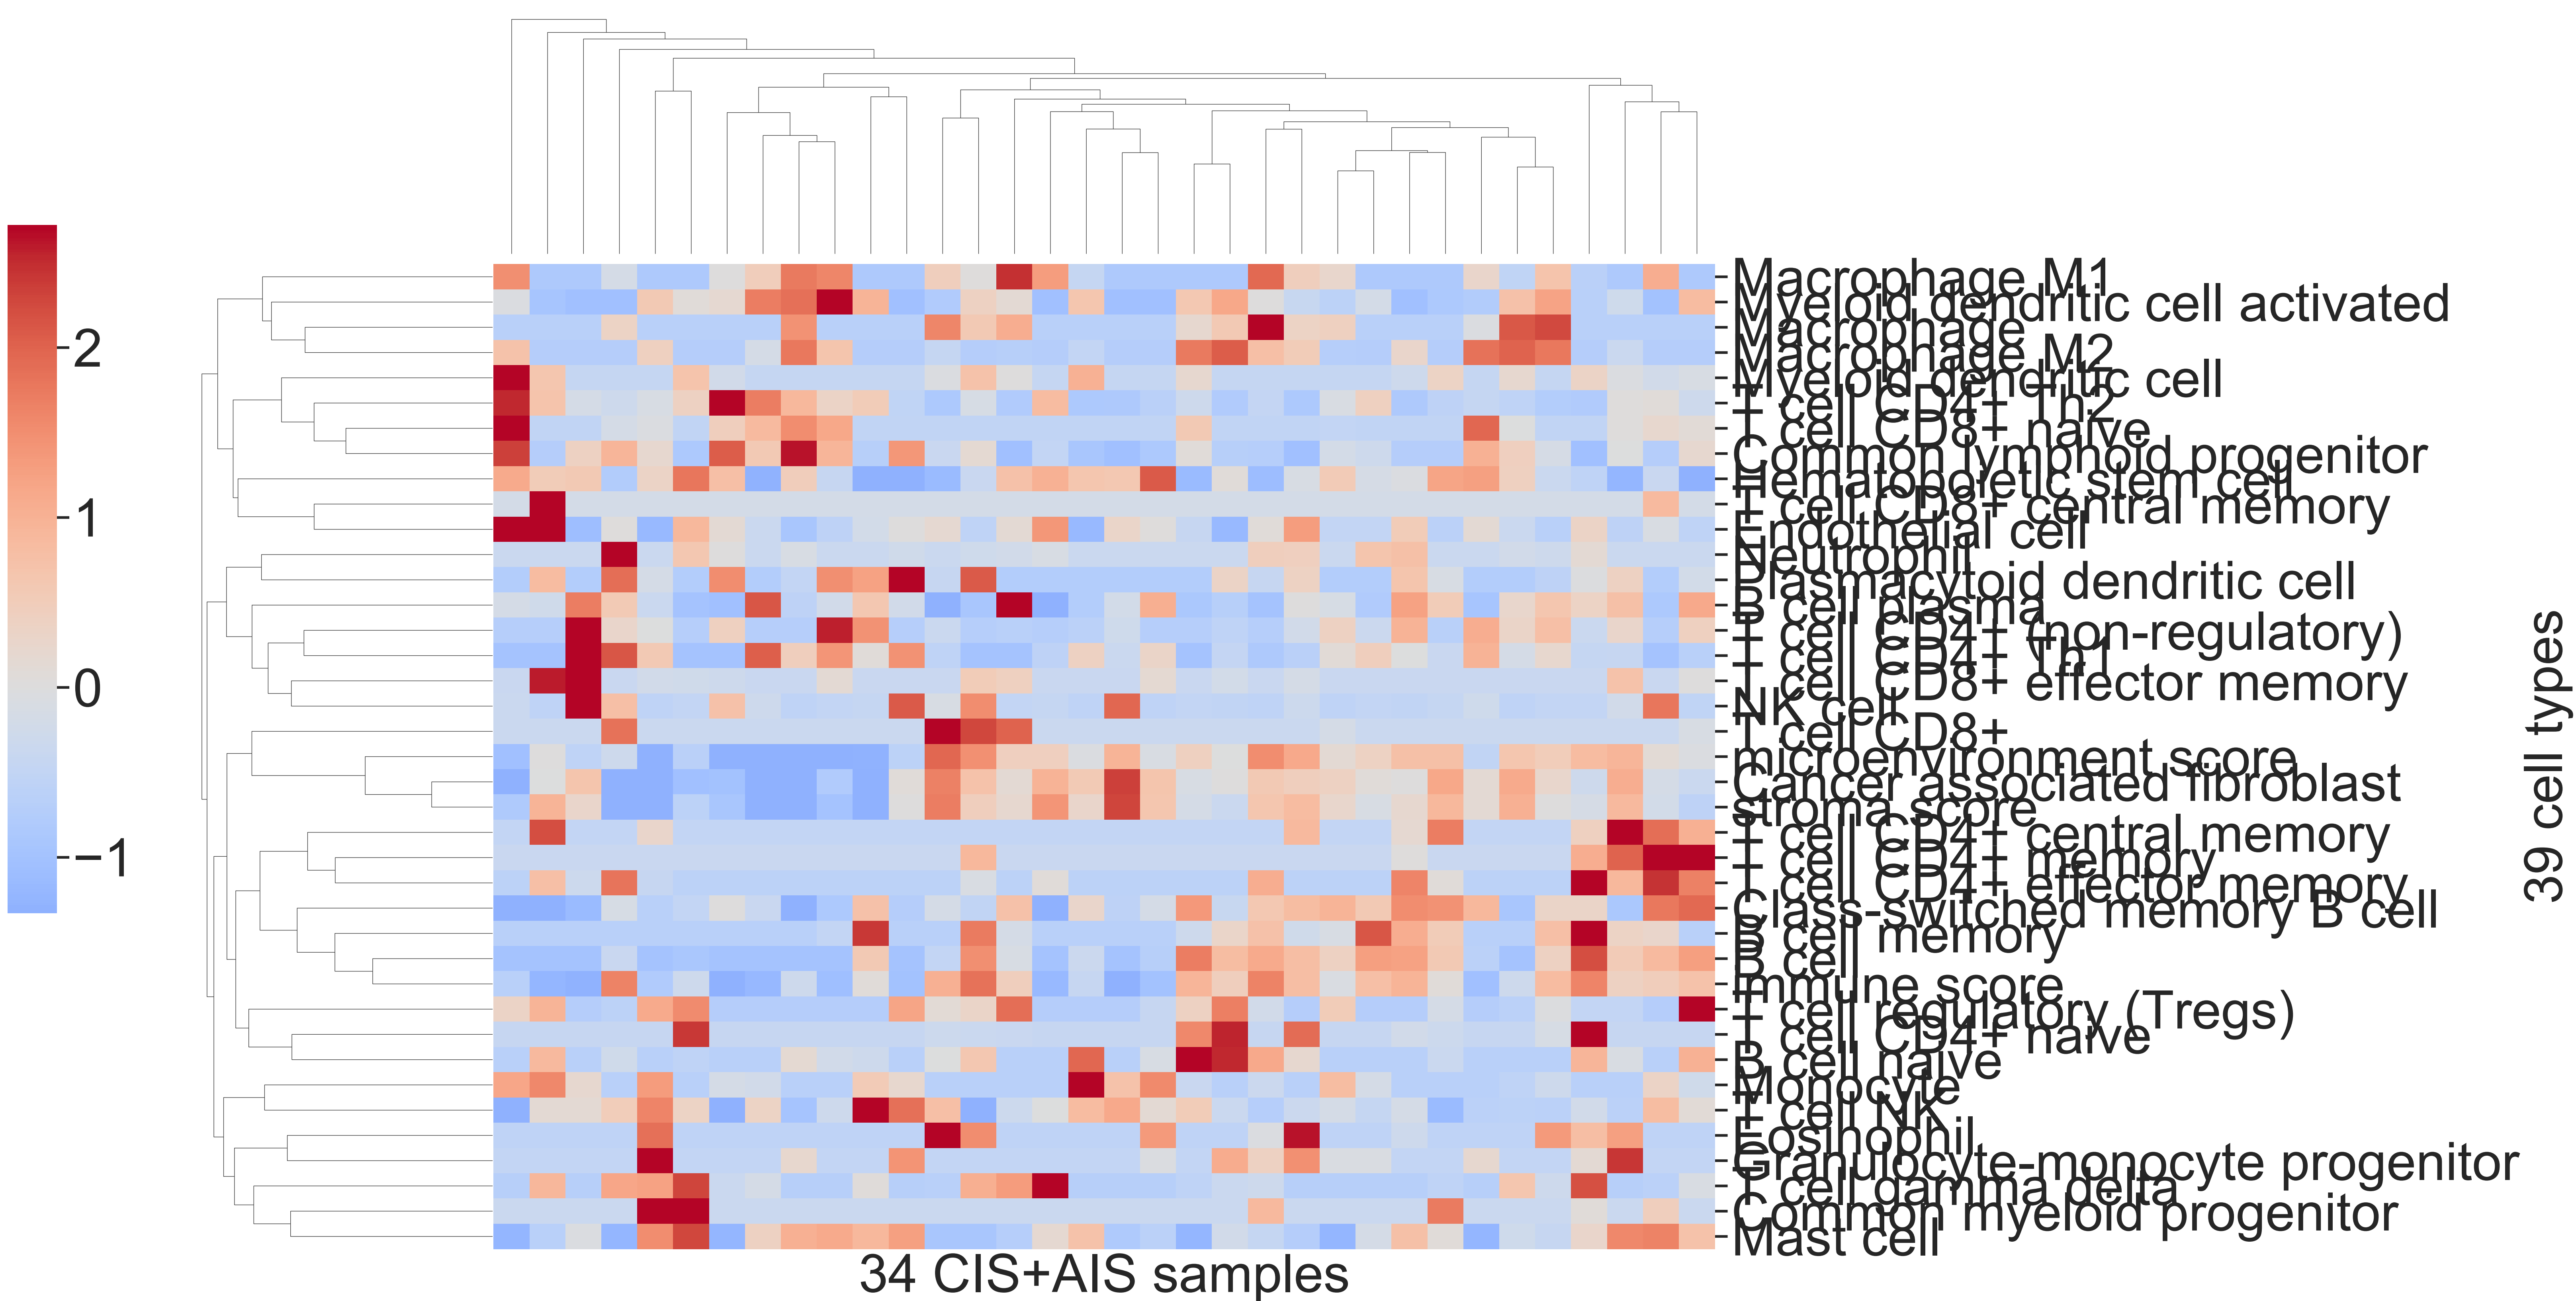 2
1
0
−1
Macrophage M1
Myeloid dendritic cell activated
Macrophage
Macrophage M2
Myeloid dendritic cell
T cell CD4+ Th2
T cell CD8+ naive
Common lymphoid progenitor
Hematopoietic stem cell
T cell CD8+ central memory
Endothelial cell
Neutrophil
Plasmacytoid dendritic cell
B cell plasma
T cell CD4+ (non-regulatory)
T cell CD4+ Th1
T cell CD8+ effector memory
NK cell
T cell CD8+
microenvironment score
Cancer associated fibroblast
stroma score
T cell CD4+ central memory
T cell CD4+ memory
T cell CD4+ effector memory
Class-switched memory B cell
B cell memory
B cell
immune score
T cell regulatory (Tregs)
T cell CD4+ naive
B cell naive
Monocyte
T cell NK
Eosinophil
Granulocyte-monocyte progenitor
T cell gamma delta
Common myeloid progenitor
Mast cell
39 cell types
34 CIS+AIS samples